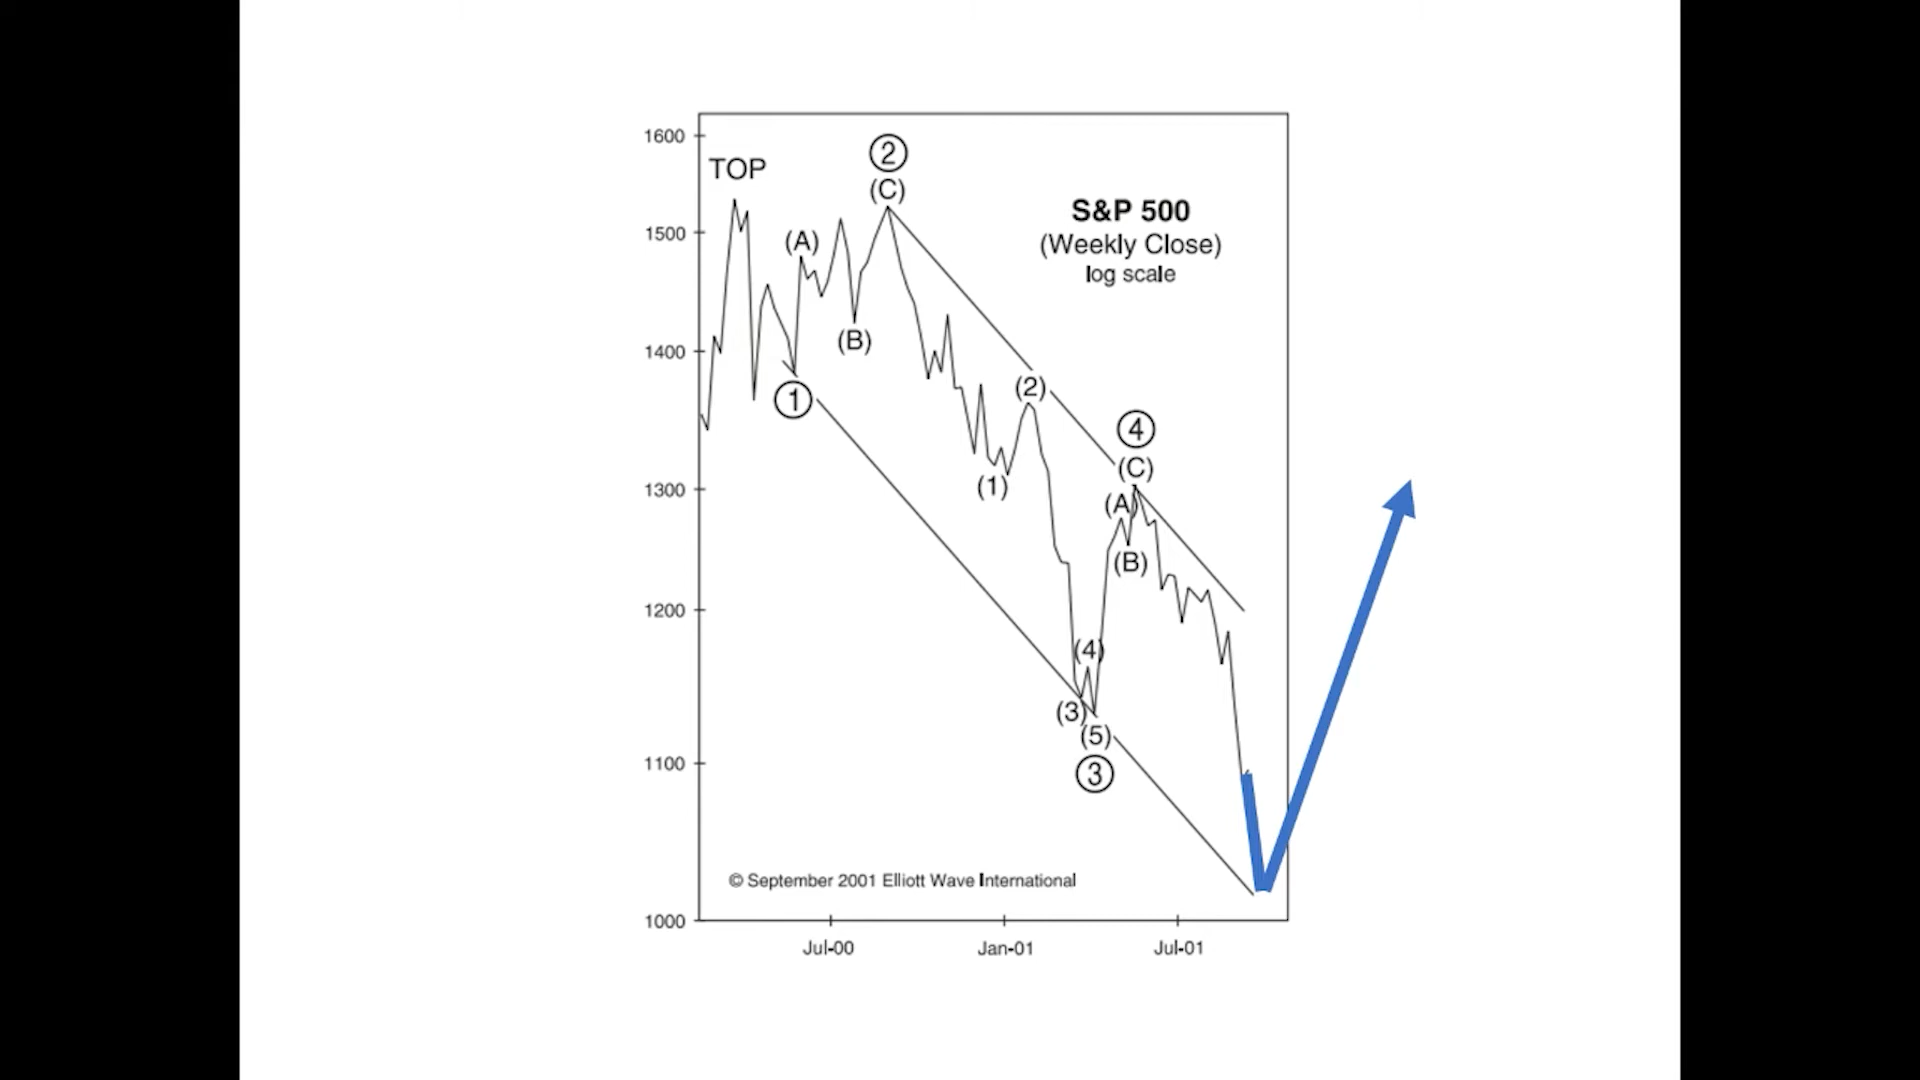 1600
1500
1400
1300
1200
1100
1000
TOP
②
(C)
(A)
(B)
①
S&P 500
(Weekly Close)
log scale
(2)
(1)
④
(C)
(A)
(B)
(4)
(3)
(5)
③
© September 2001 Elliott Wave International
Jul-00
Jan-01
Jul-01